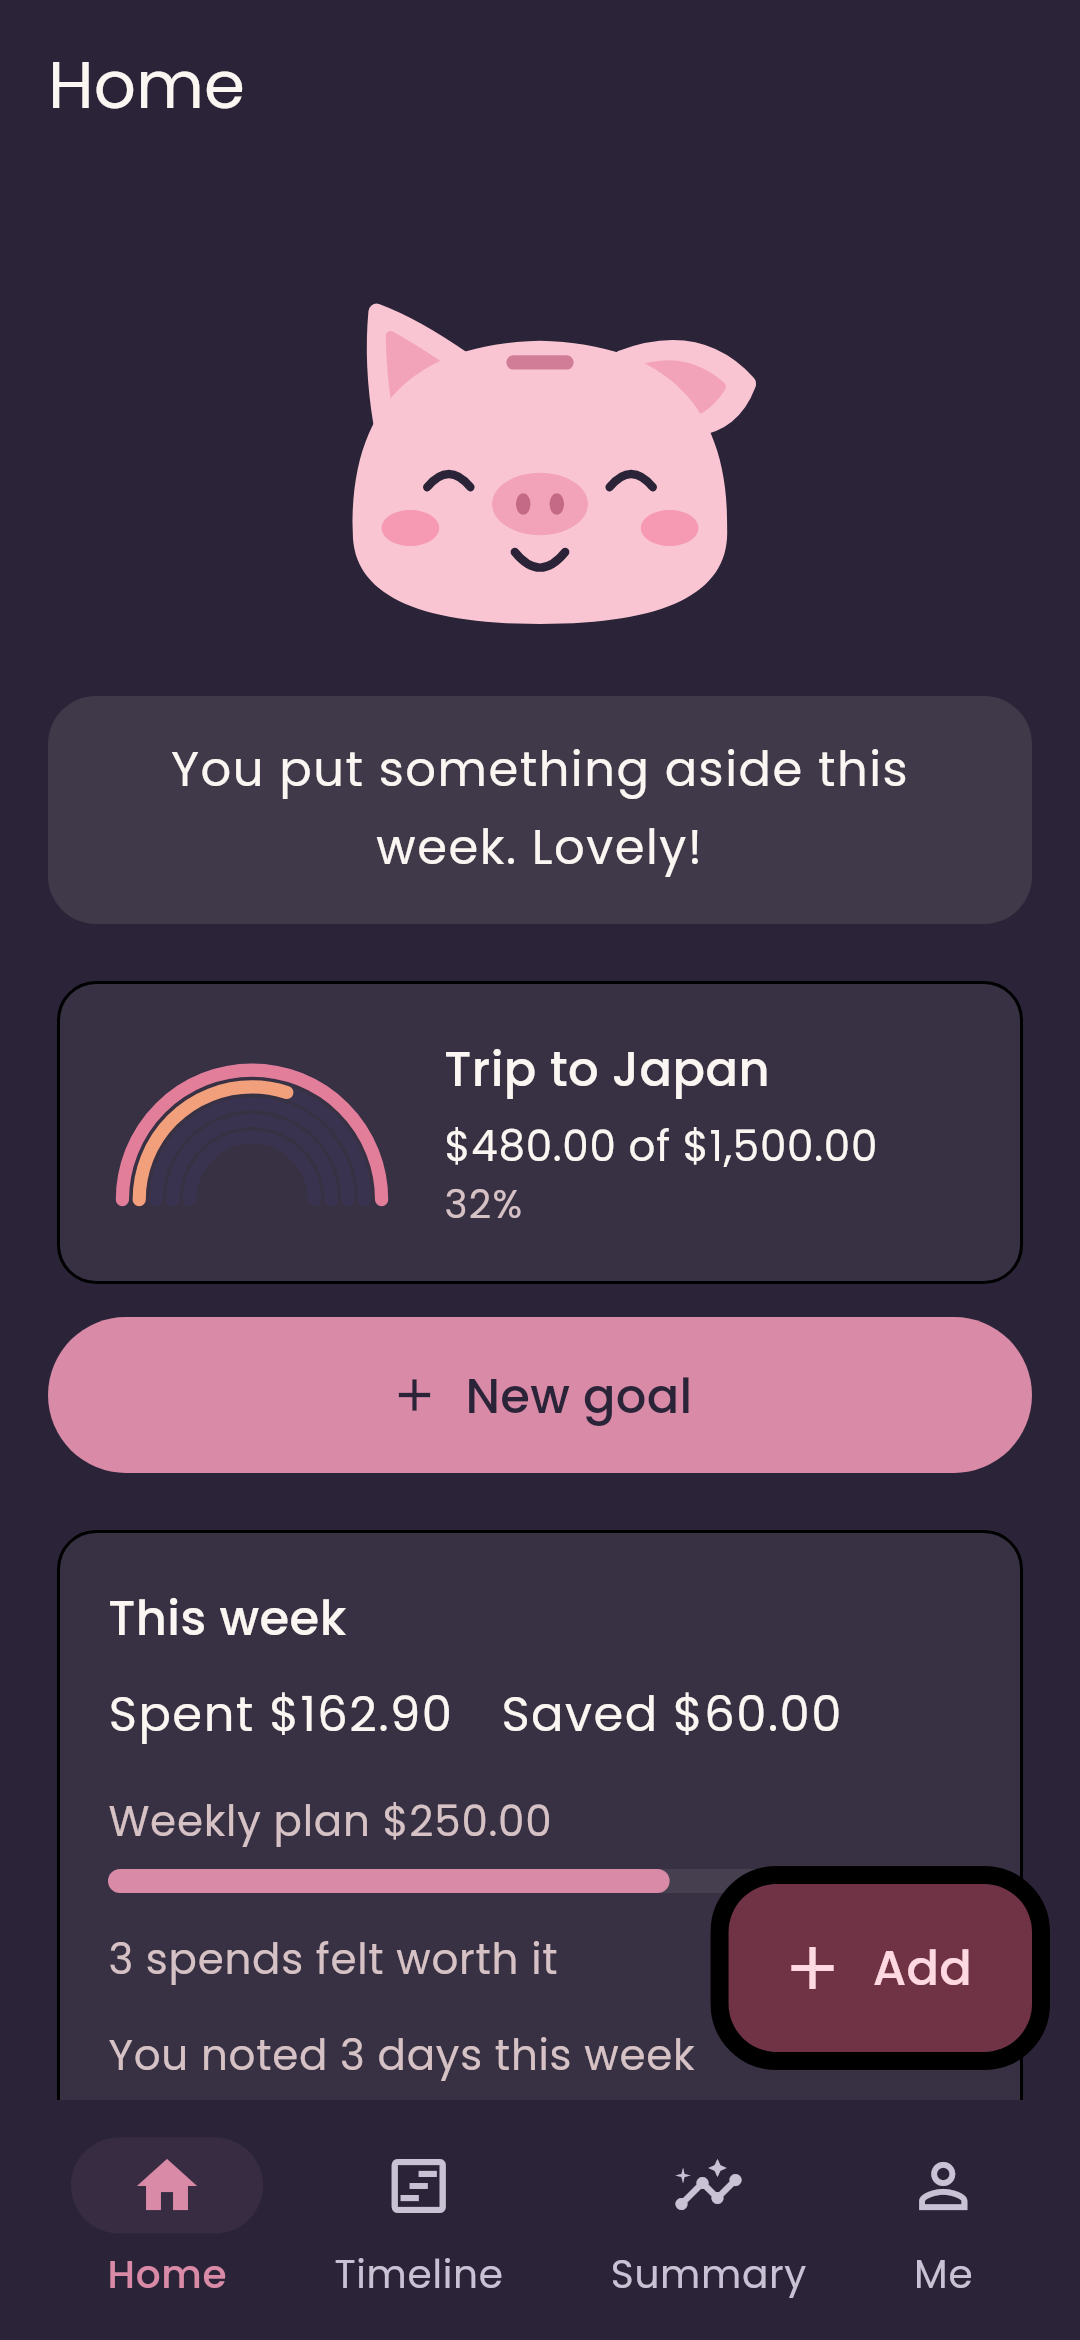 Home
You put something aside this
week. Lovely!
Trip to Japan
$480.00 of $1,500.00
32%
+ New goal
This week
Spent $162.90 Saved $60.00
Weekly plan $250.00
3 spends felt worth it
+ Add
You noted 3 days this week
Home Timeline Summary Me